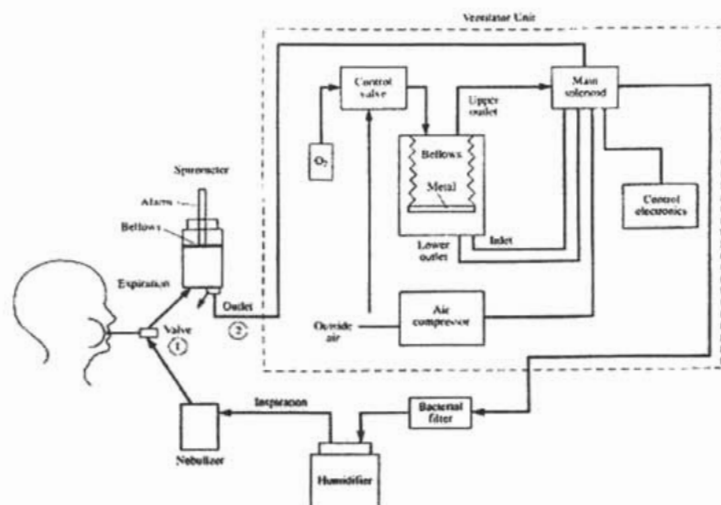 Ventilator Unit
Control
valve
Main
solenoid
Upper
outlet
O₂
Bellows
Metal
Spirometer
Alarm
Bellows
Control
electronics
Inlet
Lower
outlet
Expiration
Outlet
2
Air
compressor
Outside
air
Valve
1
Inspiration
Bacterial
filter
Nebulizer
Humidifier